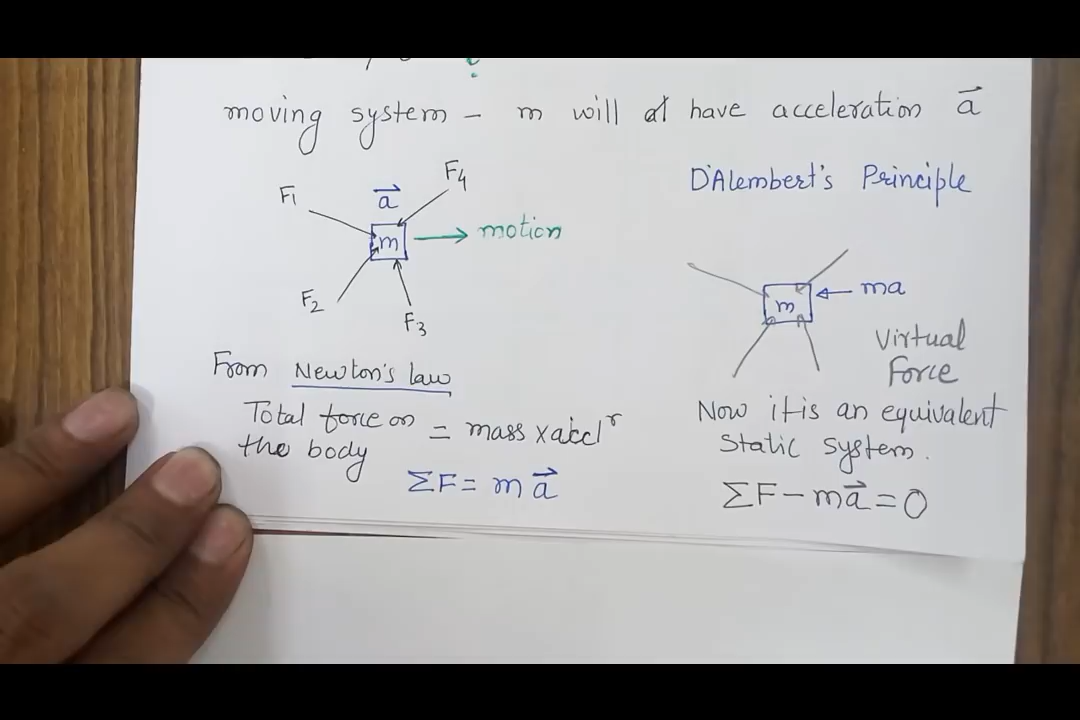 moving system - m will at have acceleration a⃗
F1
a⃗
F4
m
motion
F2
F3
From Newton's law
Total force on the body = mass x acclʳ
ΣF = m a⃗
D'Alembert's Principle
m
ma
Virtual
Force
Now it is an equivalent
Static system.
ΣF - ma⃗ = 0